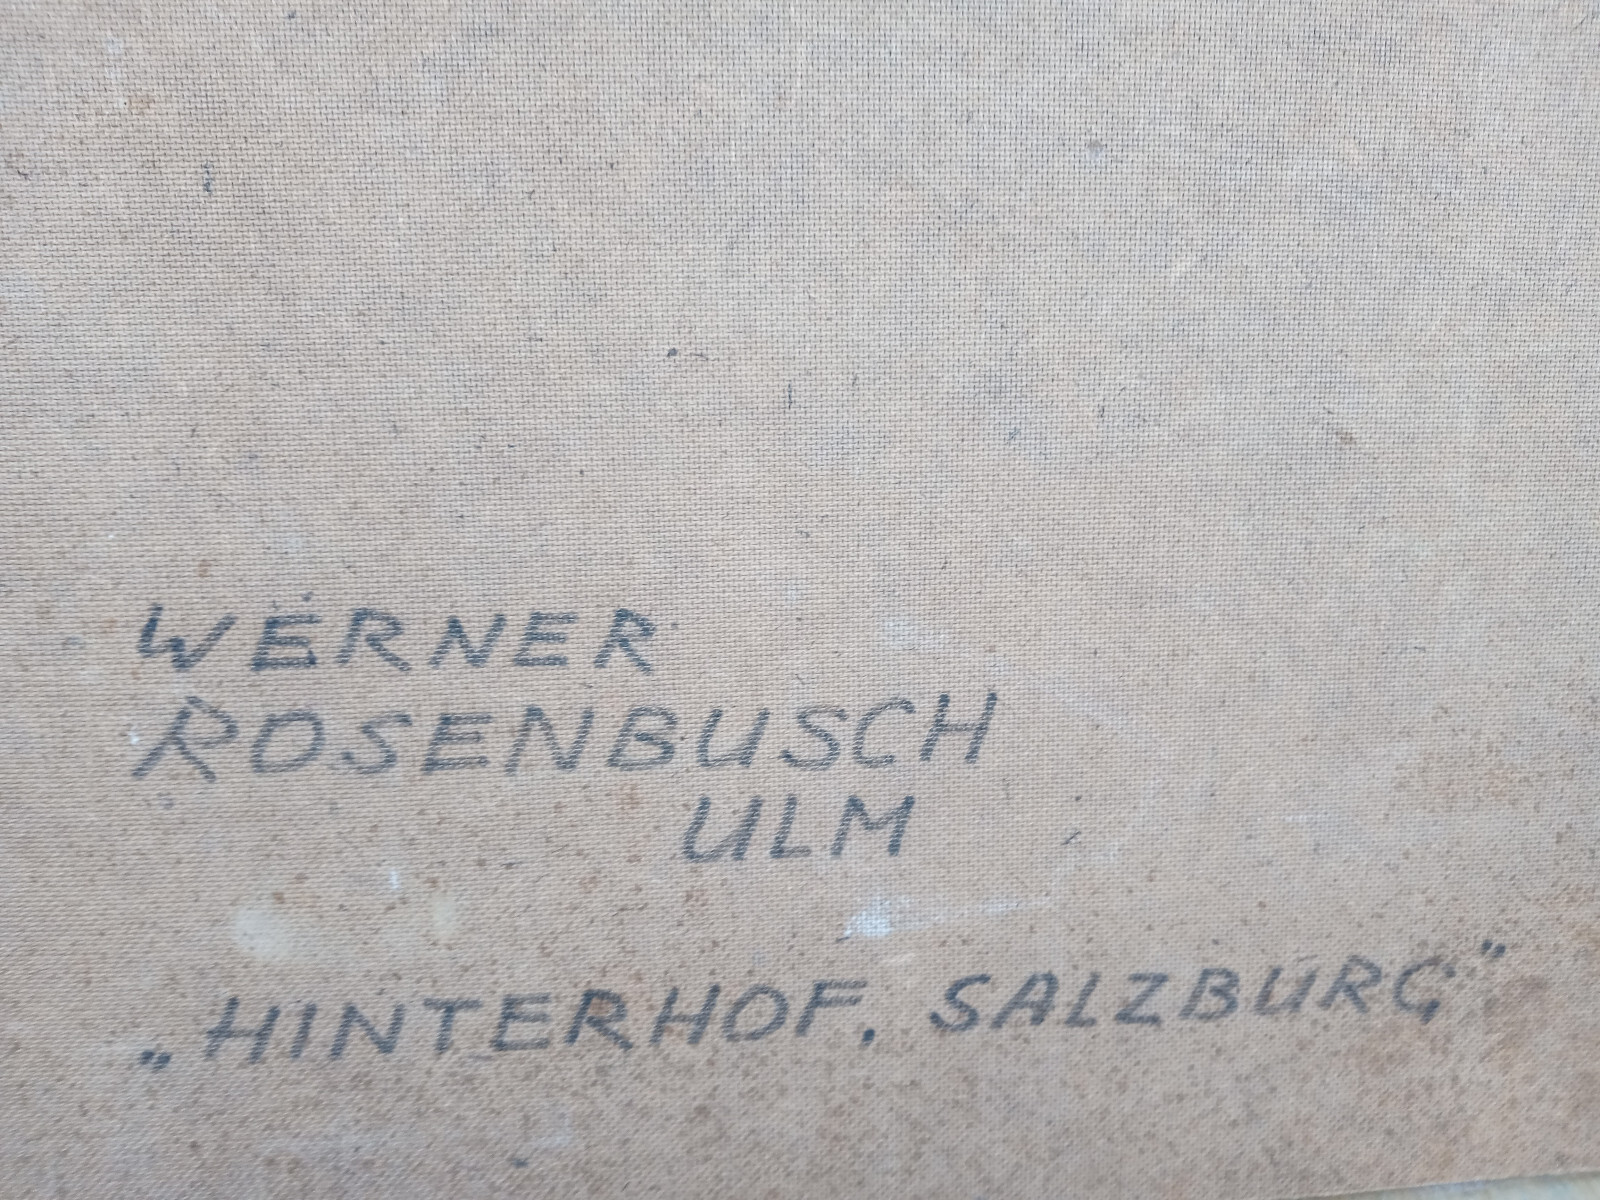 WERNER
ROSENBUSCH
ULM
„HINTERHOF, SALZBURG"